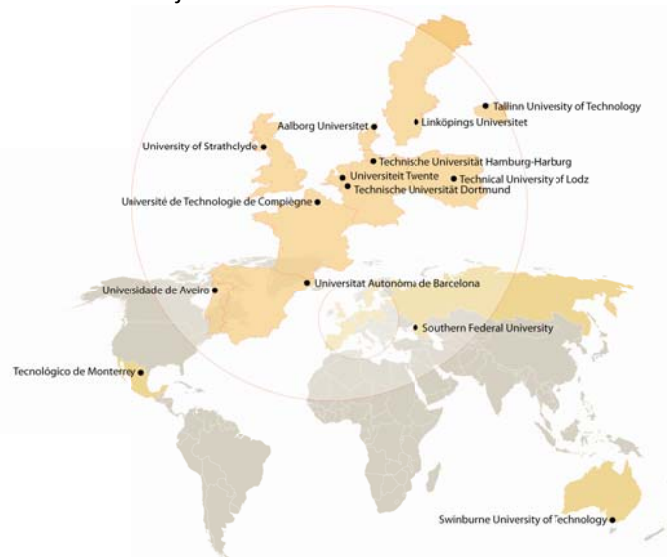 Tallinn University of Technology
Linköpings Universitet
Aalborg Universitet
University of Strathclyde
Technische Universität Hamburg-Harburg
Universiteit Twente
Technical University of Lodz
Technische Universität Dortmund
Université de Technologie de Compiègne
Universitat Autonòma de Barcelona
Universidade de Aveiro
Southern Federal University
Tecnológico de Monterrey
Swinburne University of Technology